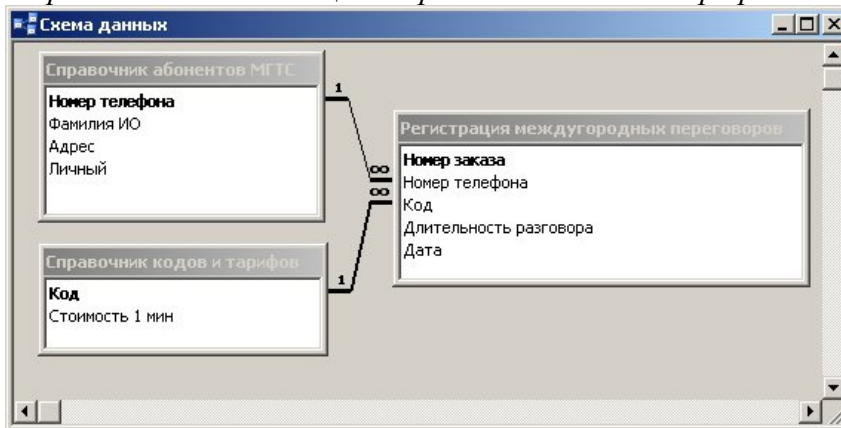 Схема данных
Справочник абонентов МГТС
Номер телефона
Фамилия ИО
Адрес
Личный
1
∞
∞
1
Регистрация междугородных переговоров
Номер заказа
Номер телефона
Код
Длительность разговора
Дата
Справочник кодов и тарифов
Код
Стоимость 1 мин